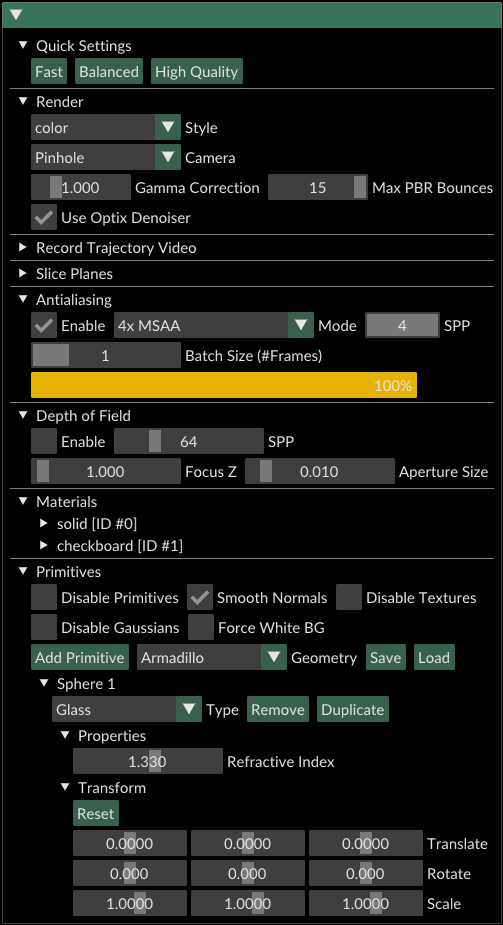 Quick Settings
Fast Balanced High Quality
Render
color Style
Pinhole Camera
1.000 Gamma Correction 15 Max PBR Bounces
Use Optix Denoiser
Record Trajectory Video
Slice Planes
Antialiasing
Enable 4x MSAA Mode 4 SPP
1 Batch Size (#Frames)
100%
Depth of Field
Enable 64 SPP
1.000 Focus Z 0.010 Aperture Size
Materials
solid [ID #0]
checkboard [ID #1]
Primitives
Disable Primitives Smooth Normals Disable Textures
Disable Gaussians Force White BG
Add Primitive Armadillo Geometry Save Load
Sphere 1
Glass Type Remove Duplicate
Properties
1.330 Refractive Index
Transform
Reset
0.0000 0.0000 0.0000 Translate
0.000 0.000 0.000 Rotate
1.0000 1.0000 1.0000 Scale